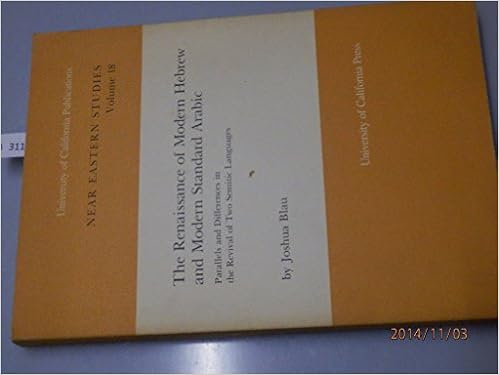 University of California Publications
NEAR EASTERN STUDIES
Volume 18
The Renaissance of Modern Hebrew
and Modern Standard Arabic
Parallels and Differences in
the Revival of Two Semitic Languages
by Joshua Blau
University of California Press
311
2014/11/03